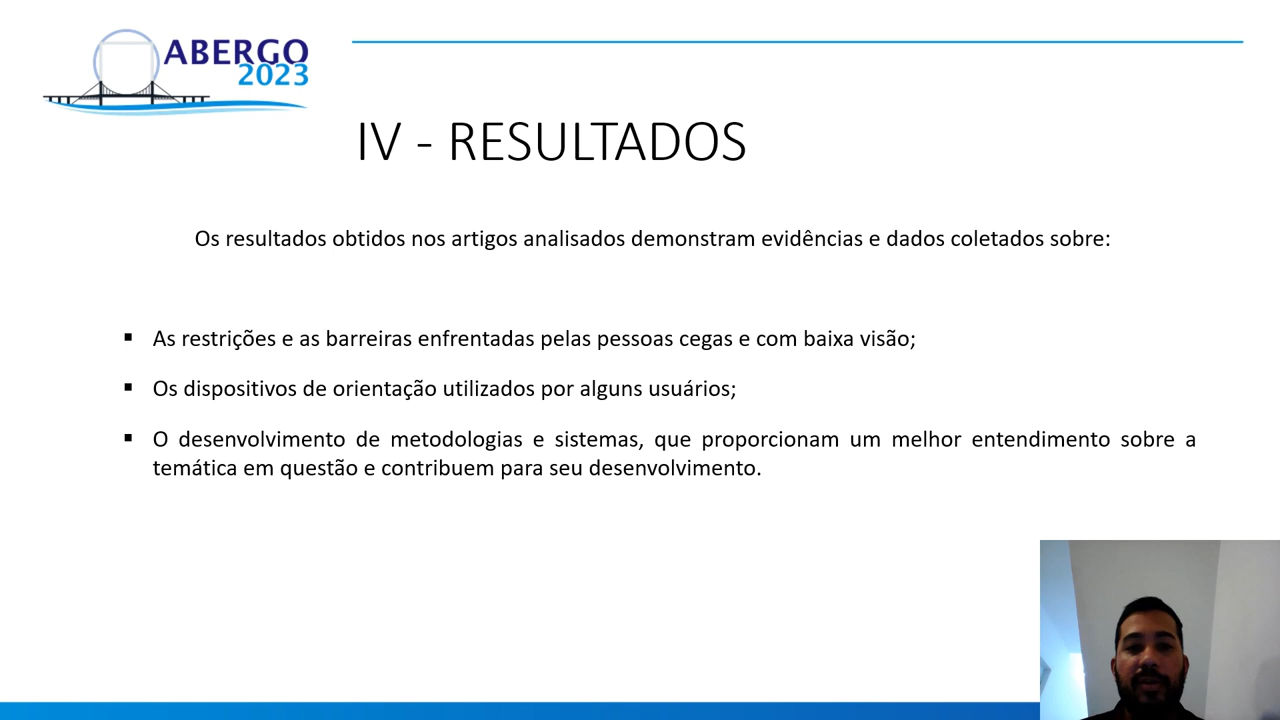 ABERGO
2023
IV - RESULTADOS
Os resultados obtidos nos artigos analisados demonstram evidências e dados coletados sobre:
▪ As restrições e as barreiras enfrentadas pelas pessoas cegas e com baixa visão;
▪ Os dispositivos de orientação utilizados por alguns usuários;
▪ O desenvolvimento de metodologias e sistemas, que proporcionam um melhor entendimento sobre a
temática em questão e contribuem para seu desenvolvimento.